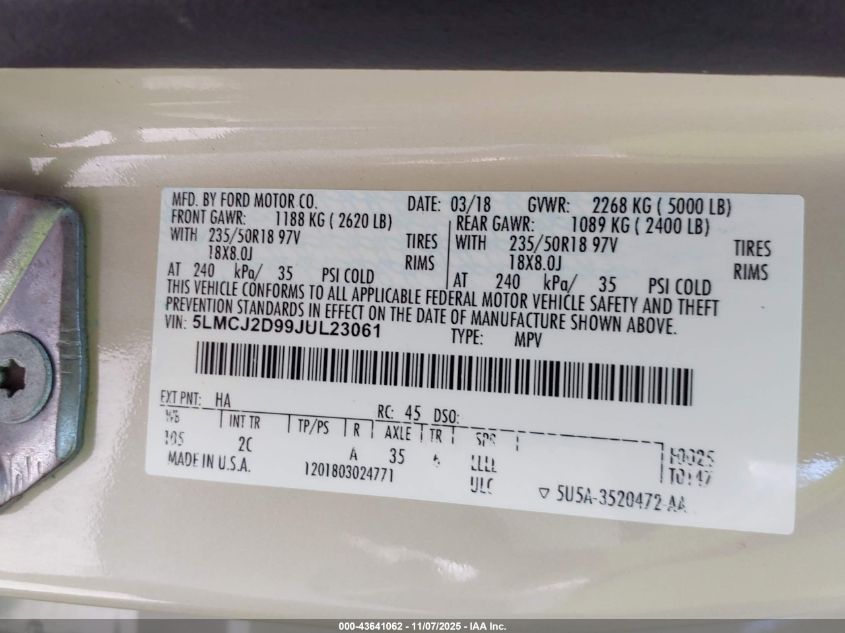 MFD. BY FORD MOTOR CO. DATE: 03/18 GVWR: 2268 KG ( 5000 LB)
FRONT GAWR: 1188 KG ( 2620 LB) REAR GAWR: 1089 KG ( 2400 LB)
WITH 235/50R18 97V TIRES WITH 235/50R18 97V TIRES
18X8.0J RIMS 18X8.0J RIMS
AT 240 kPa/ 35 PSI COLD AT 240 kPa/ 35 PSI COLD
THIS VEHICLE CONFORMS TO ALL APPLICABLE FEDERAL MOTOR VEHICLE SAFETY AND THEFT
PREVENTION STANDARDS IN EFFECT ON THE DATE OF MANUFACTURE SHOWN ABOVE.
VIN: 5LMCJ2D99JUL23061 TYPE: MPV
EXT PNT: HA RC: 45 DSO:
WB INT TR TP/PS R AXLE TR SPR
105 2C A 35 6
MADE IN U.S.A. 1201803024771
5U5A-3520472-AA
000-43641062 - 11/07/2025 - IAA Inc.